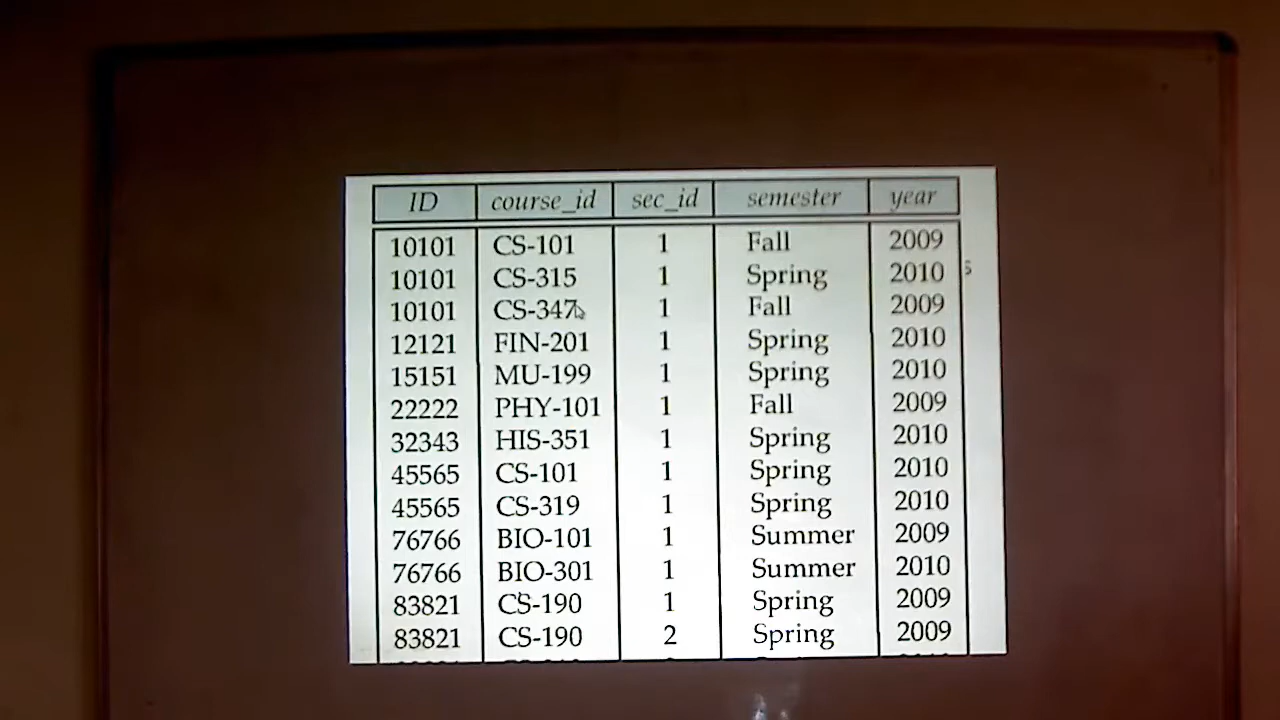 ID course_id sec_id semester year
10101 CS-101 1 Fall 2009
10101 CS-315 1 Spring 2010
10101 CS-347 1 Fall 2009
12121 FIN-201 1 Spring 2010
15151 MU-199 1 Spring 2010
22222 PHY-101 1 Fall 2009
32343 HIS-351 1 Spring 2010
45565 CS-101 1 Spring 2010
45565 CS-319 1 Spring 2010
76766 BIO-101 1 Summer 2009
76766 BIO-301 1 Summer 2010
83821 CS-190 1 Spring 2009
83821 CS-190 2 Spring 2009